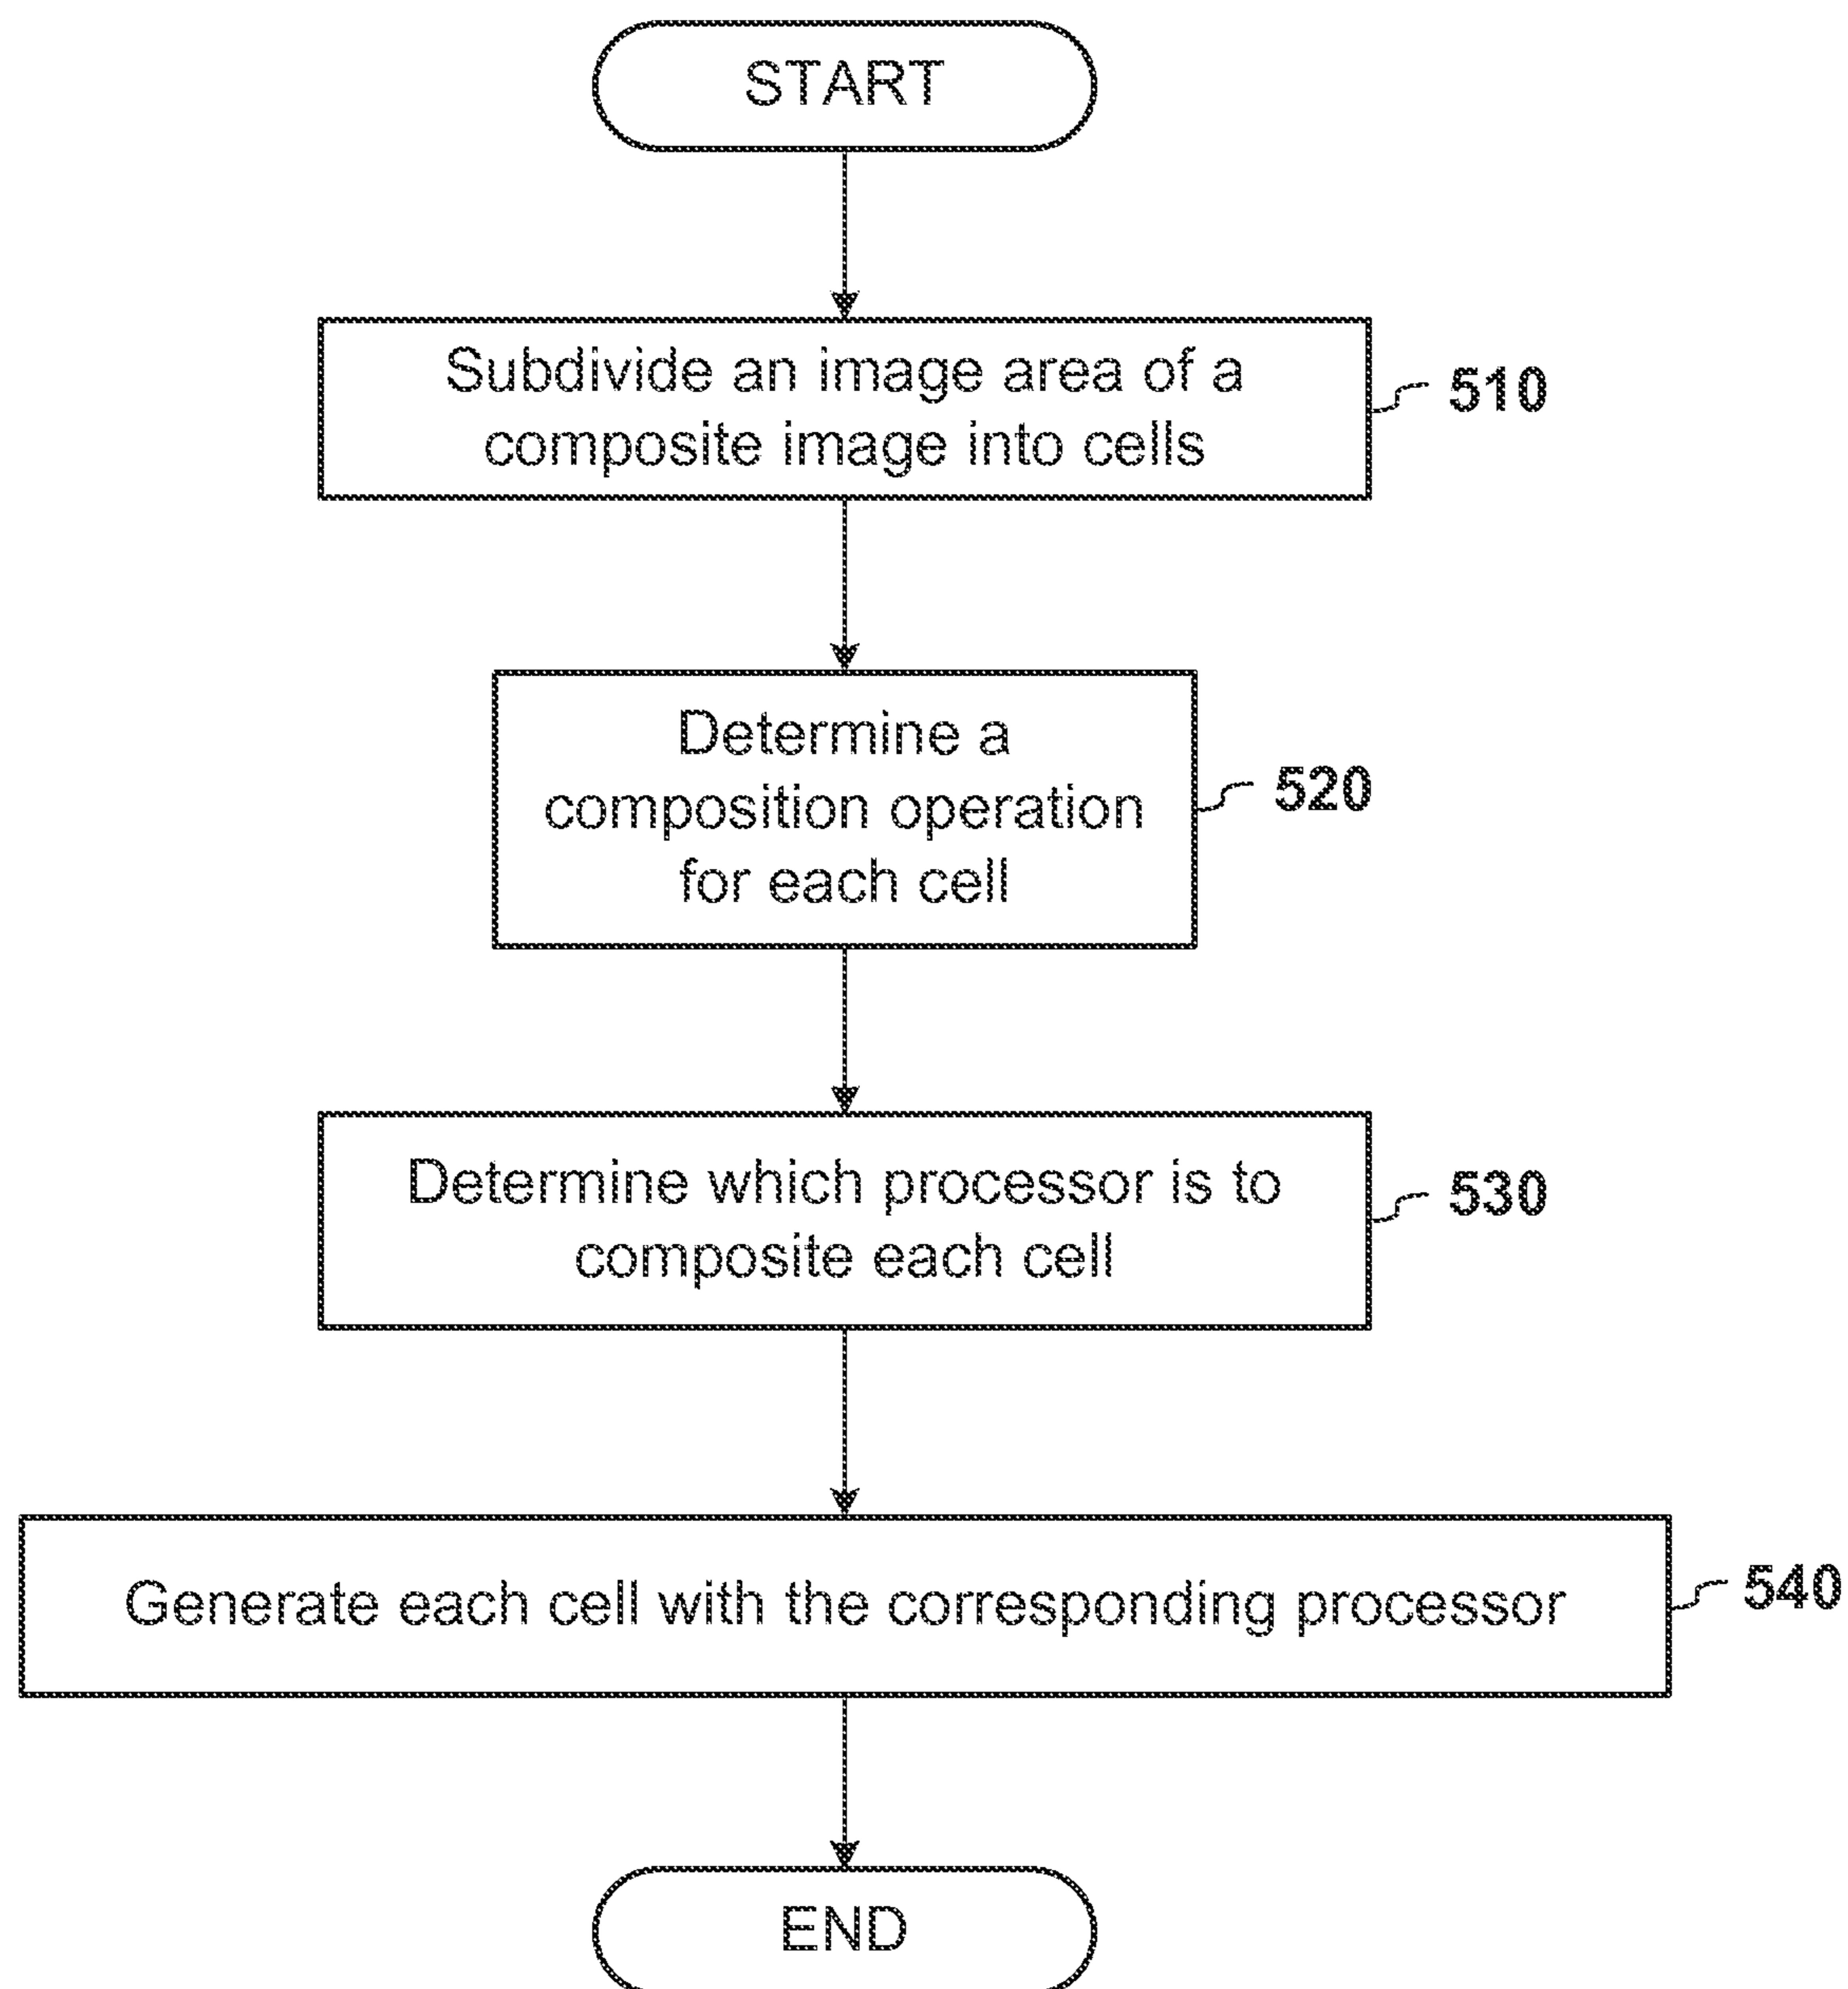 START
Subdivide an image area of a
composite image into cells
510
Determine a
composition operation
for each cell
520
Determine which processor is to
composite each cell
530
Generate each cell with the corresponding processor
540
END